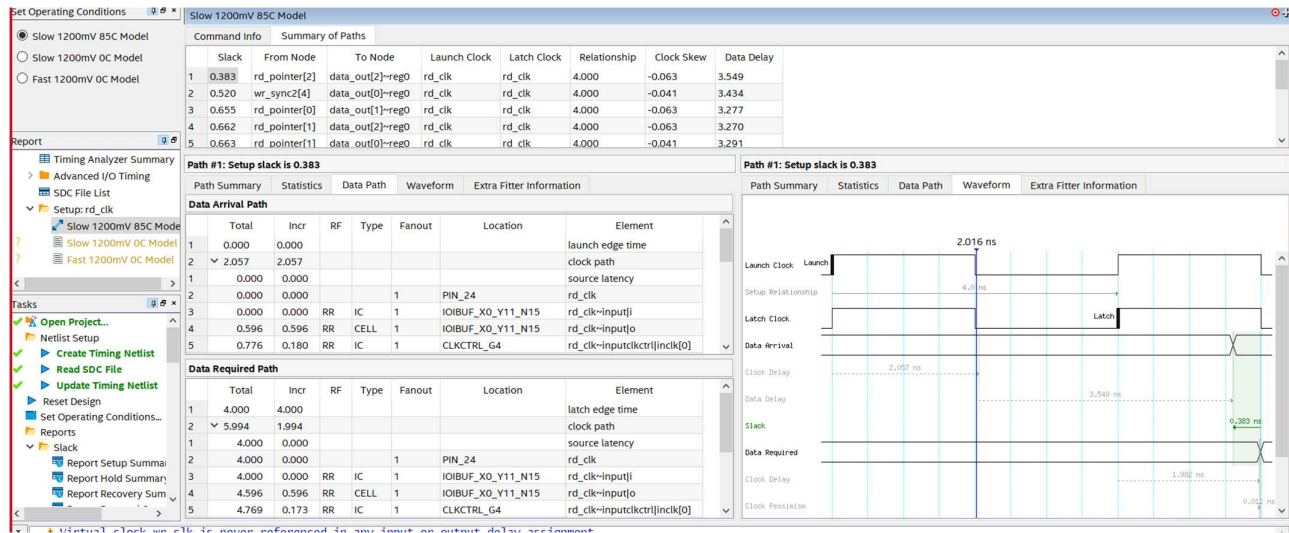 Set Operating Conditions
Slow 1200mV 85C Model
Slow 1200mV 0C Model
Fast 1200mV 0C Model
Report
Timing Analyzer Summary
Advanced I/O Timing
SDC File List
Setup: rd_clk
Slow 1200mV 85C Mode
? Slow 1200mV 0C Model
? Fast 1200mV 0C Model
Tasks
Open Project...
Netlist Setup
Create Timing Netlist
Read SDC File
Update Timing Netlist
Reset Design
Set Operating Conditions...
Reports
Slack
Report Setup Summa
Report Hold Summary
Report Recovery Sum
Slow 1200mV 85C Model
Command Info Summary of Paths
Slack From Node To Node Launch Clock Latch Clock Relationship Clock Skew Data Delay
1 0.383 rd_pointer[2] data_out[2]~reg0 rd_clk rd_clk 4.000 -0.063 3.549
2 0.520 wr_sync2[4] data_out[0]~reg0 rd_clk rd_clk 4.000 -0.041 3.434
3 0.655 rd_pointer[0] data_out[1]~reg0 rd_clk rd_clk 4.000 -0.063 3.277
4 0.662 rd_pointer[1] data_out[2]~reg0 rd_clk rd_clk 4.000 -0.063 3.270
5 0.663 rd_pointer[1] data_out[0]~reg0 rd_clk rd_clk 4.000 -0.041 3.291
Path #1: Setup slack is 0.383
Path Summary Statistics Data Path Waveform Extra Fitter Information
Data Arrival Path
Total Incr RF Type Fanout Location Element
1 0.000 0.000 launch edge time
2 2.057 2.057 clock path
1 0.000 0.000 source latency
2 0.000 0.000 1 PIN_24 rd_clk
3 0.000 0.000 RR IC 1 IOIBUF_X0_Y11_N15 rd_clk~input|i
4 0.596 0.596 RR CELL 1 IOIBUF_X0_Y11_N15 rd_clk~input|o
5 0.776 0.180 RR IC 1 CLKCTRL_G4 rd_clk~inputclkctrl|inclk[0]
Data Required Path
Total Incr RF Type Fanout Location Element
1 4.000 4.000 latch edge time
2 5.994 1.994 clock path
1 4.000 0.000 source latency
2 4.000 0.000 1 PIN_24 rd_clk
3 4.000 0.000 RR IC 1 IOIBUF_X0_Y11_N15 rd_clk~input|i
4 4.596 0.596 RR CELL 1 IOIBUF_X0_Y11_N15 rd_clk~input|o
5 4.769 0.173 RR IC 1 CLKCTRL_G4 rd_clk~inputclkctrl|inclk[0]
Path #1: Setup slack is 0.383
Path Summary Statistics Data Path Waveform Extra Fitter Information
2.016 ns
Launch Clock Launch
Setup Relationship 4.0 ns
Latch Clock Latch
Data Arrival
Clock Delay 2.057 ns
Data Delay 3.549 ns
Slack 0.383 ns
Data Required
Clock Delay 1.982 ns
Clock Pessimism 0.012 ns
Virtual clock wr_clk is never referenced in any input or output delay assignment